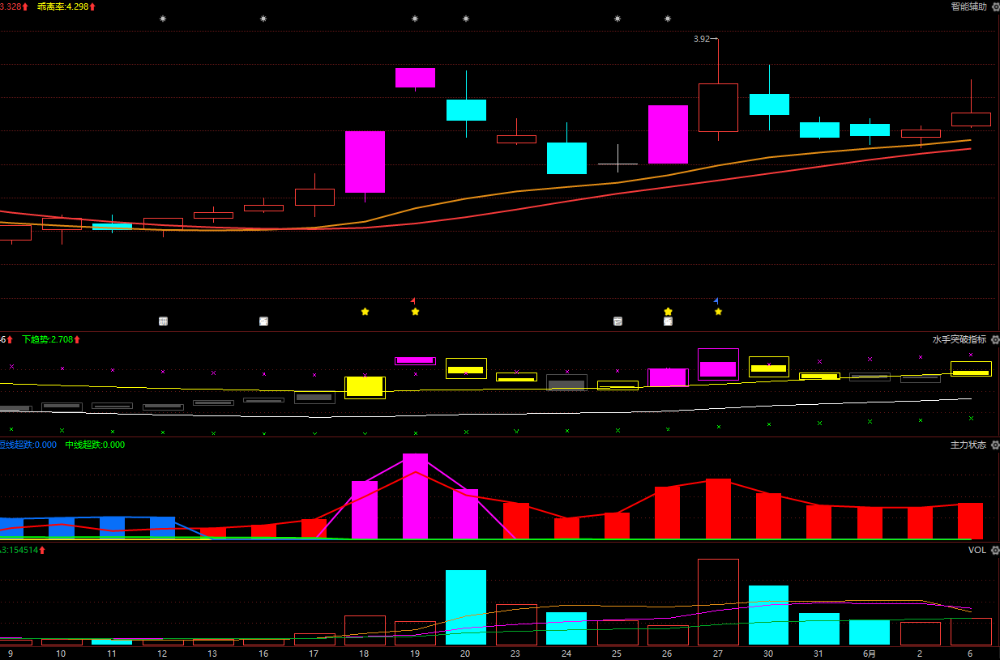 3.328 乖离率:4.298 智能辅助
3.92
46 下趋势:2.708 水手突破指标
短线超跌:0.000 中线超跌:0.000 主力状态
A3:154514 VOL
9 10 11 12 13 16 17 18 19 20 23 24 25 26 27 30 31 6月 2 6